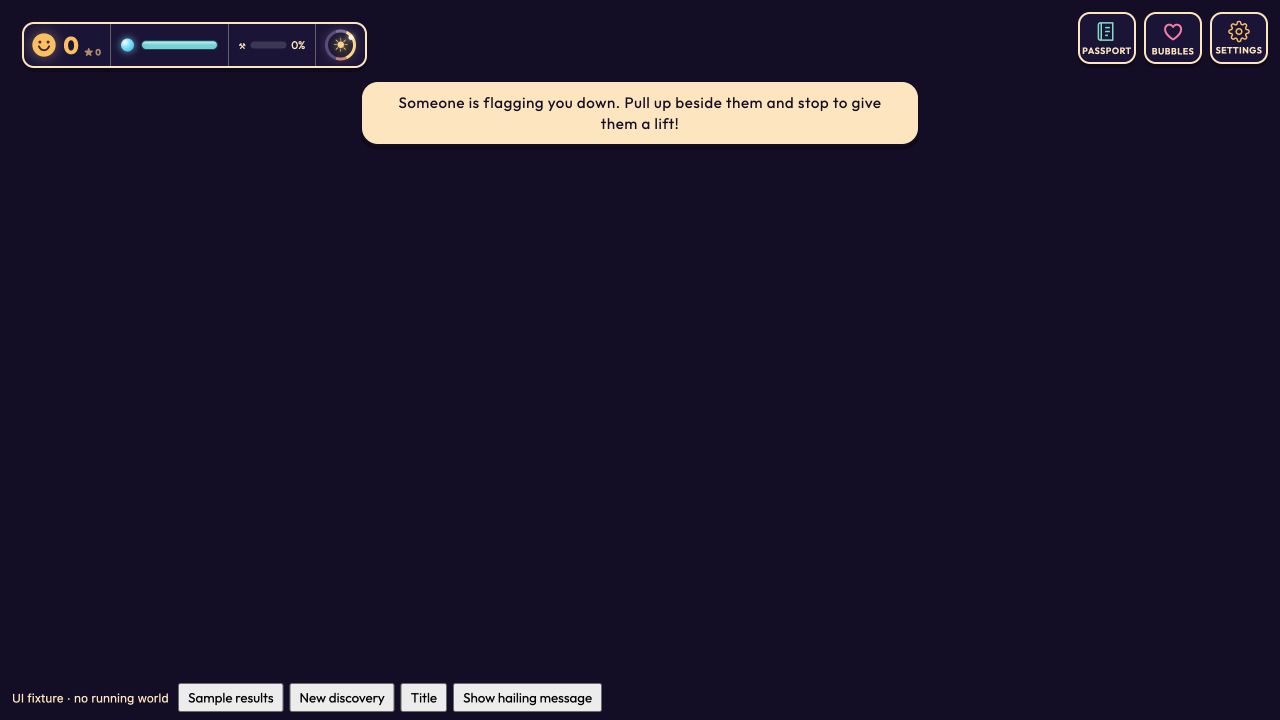 0
0
0%
PASSPORT
BUBBLES
SETTINGS
Someone is flagging you down. Pull up beside them and stop to give
them a lift!
UI fixture · no running world
Sample results
New discovery
Title
Show hailing message